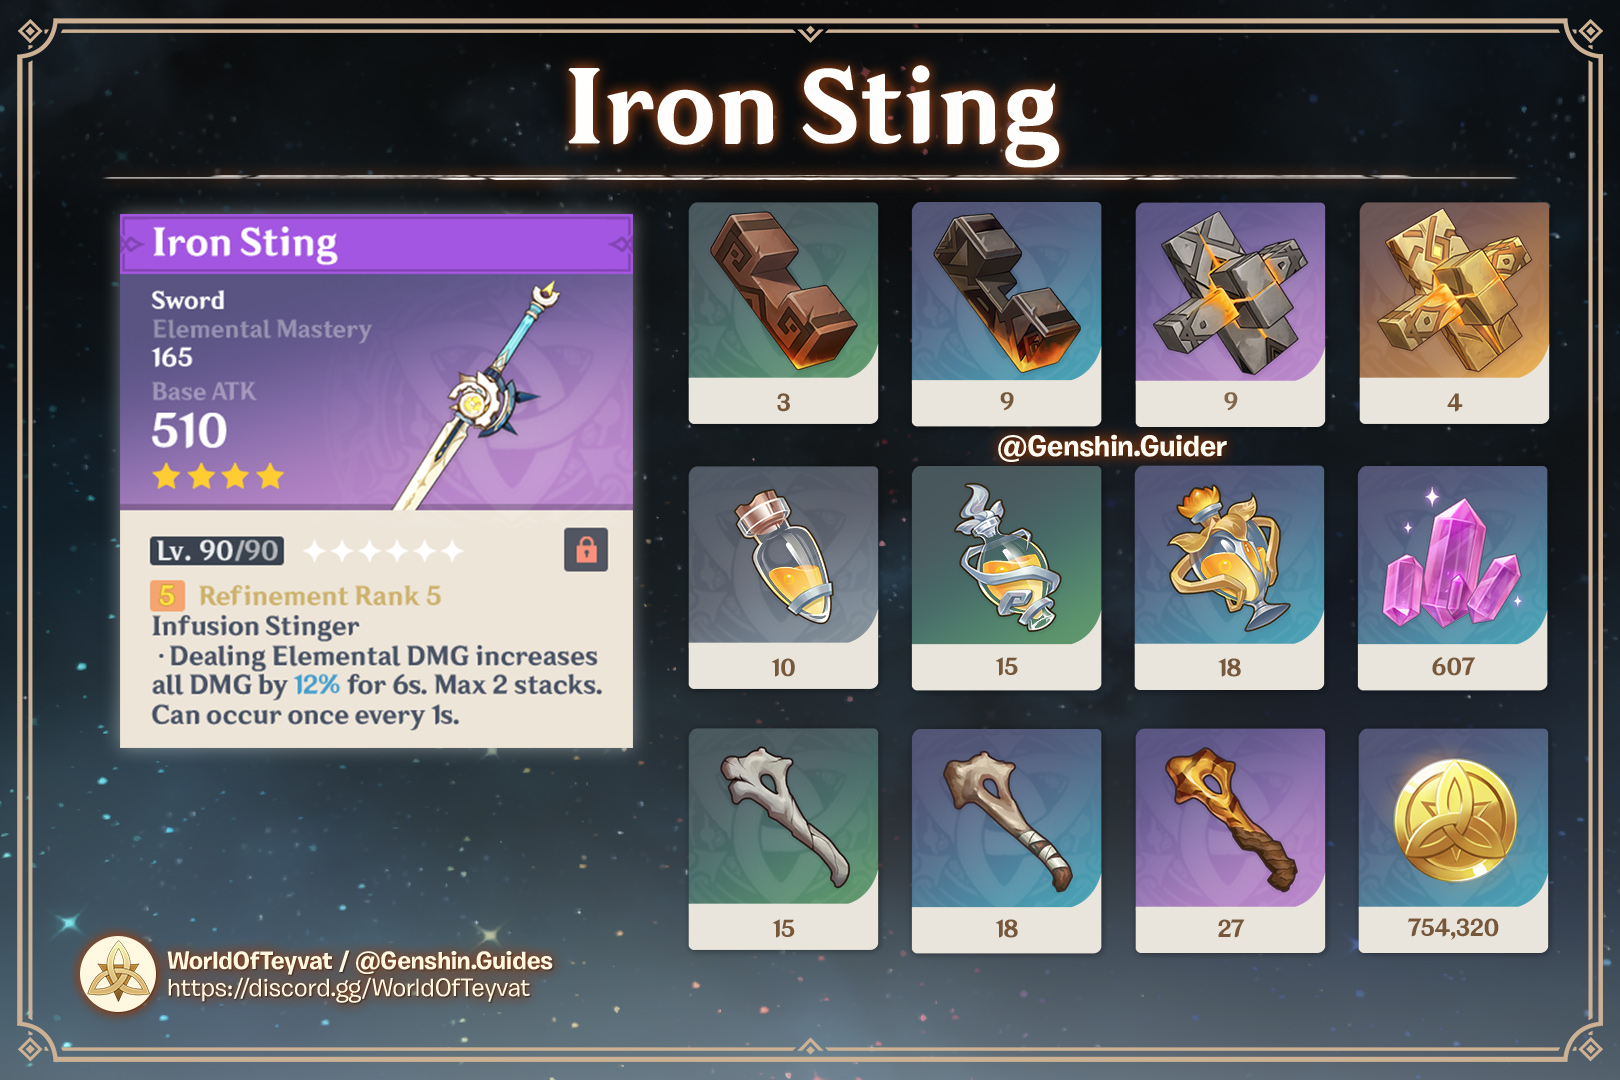 Iron Sting
Iron Sting
Sword
Elemental Mastery
165
Base ATK
510
Lv. 90/90
5 Refinement Rank 5
Infusion Stinger
· Dealing Elemental DMG increases
all DMG by 12% for 6s. Max 2 stacks.
Can occur once every 1s.
3
9
9
4
@Genshin.Guider
10
15
18
607
15
18
27
754,320
WorldOfTeyvat / @Genshin.Guides
https://discord.gg/WorldOfTeyvat